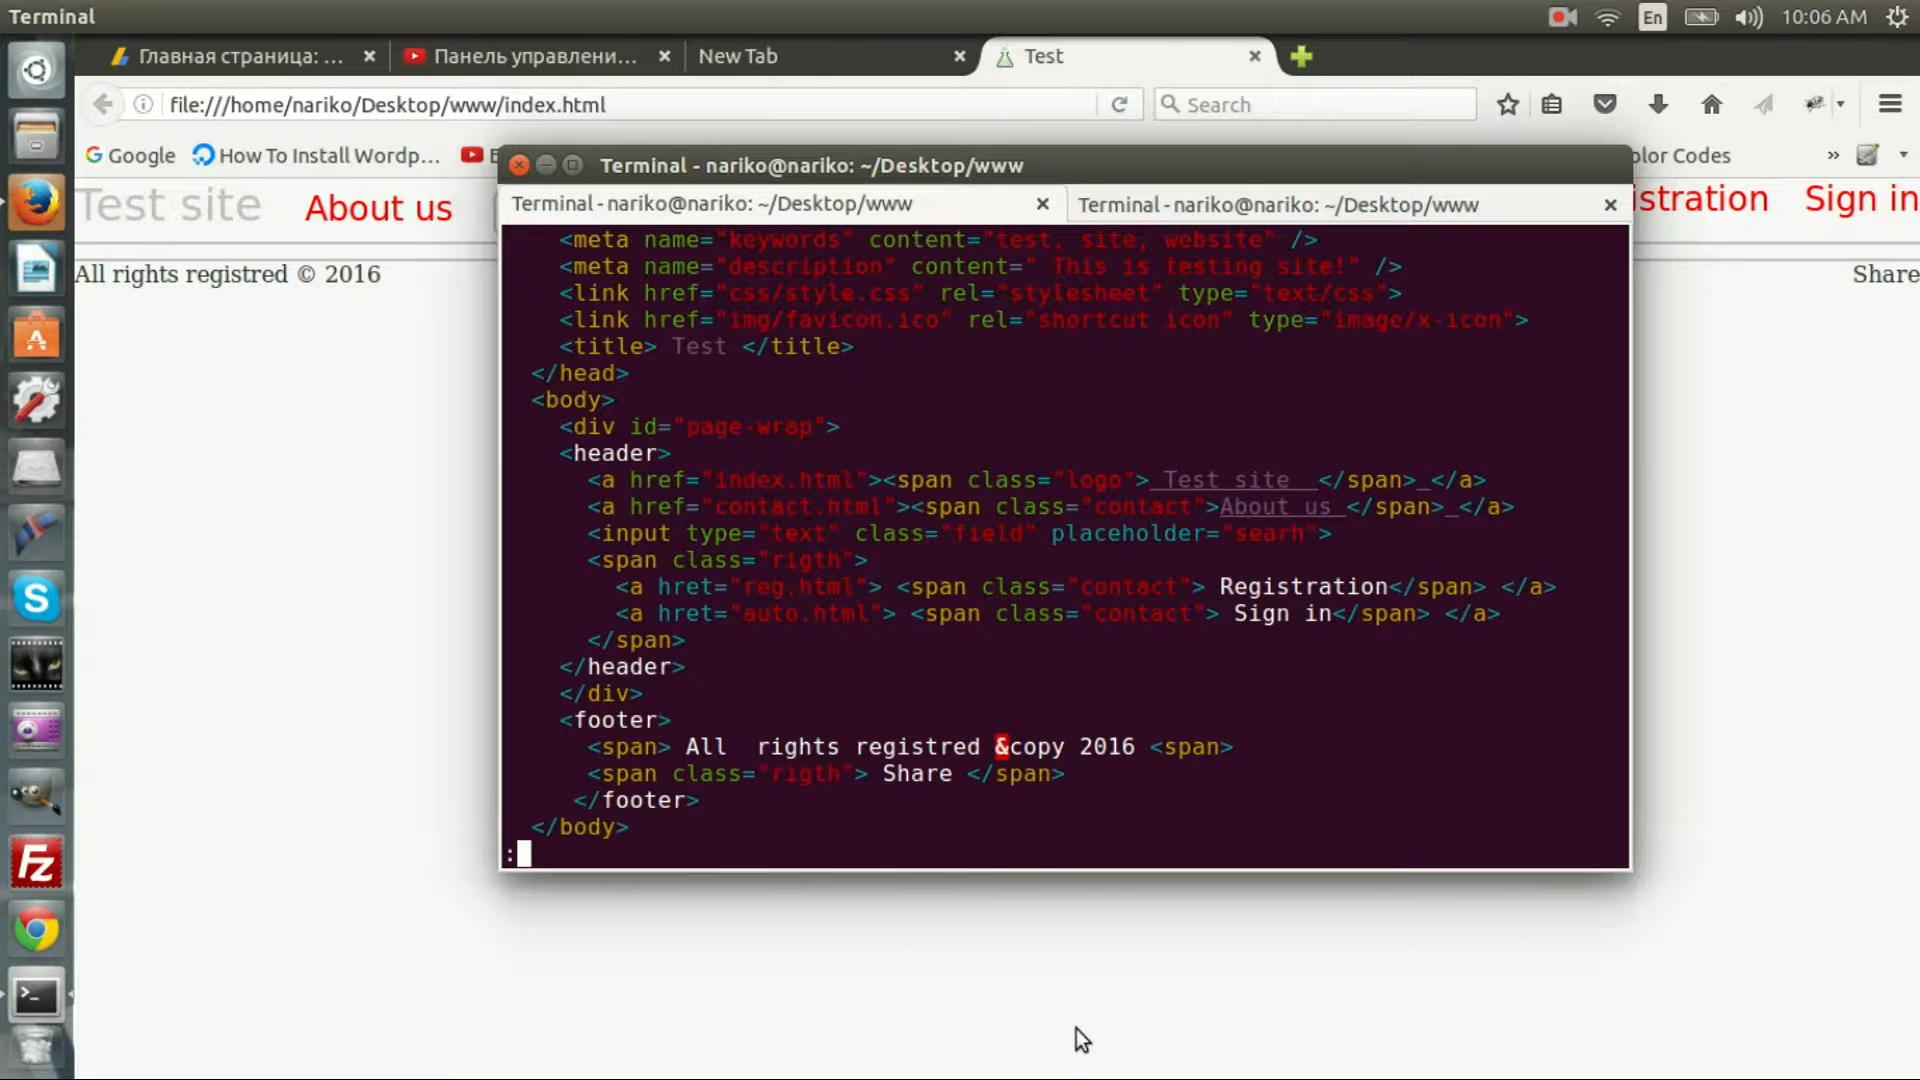 Terminal
En
10:06 AM
Главная страница: ...
Панель управлени...
New Tab
Test
file:///home/nariko/Desktop/www/index.html
Search
Google
How To Install Wordp...
olor Codes
»
Terminal - nariko@nariko: ~/Desktop/www
Terminal - nariko@nariko: ~/Desktop/www
Terminal - nariko@nariko: ~/Desktop/www
Test site
About us
istration
Sign in
All rights registred © 2016
Share
<meta name="keywords" content="test, site, website" />
<meta name="description" content=" This is testing site!" />
<link href="css/style.css" rel="stylesheet" type="text/css">
<link href="img/favicon.ico" rel="shortcut icon" type="image/x-icon">
<title> Test </title>
</head>
<body>
<div id="page-wrap">
<header>
<a href="index.html"><span class="logo"> Test site  </span> </a>
<a href="contact.html"><span class="contact">About us </span> </a>
<input type="text" class="field" placeholder="searh">
<span class="rigth">
<a hret="reg.html"> <span class="contact"> Registration</span> </a>
<a hret="auto.html"> <span class="contact"> Sign in</span> </a>
</span>
</header>
</div>
<footer>
<span> All  rights registred &copy 2016 <span>
<span class="rigth"> Share </span>
</footer>
</body>
: